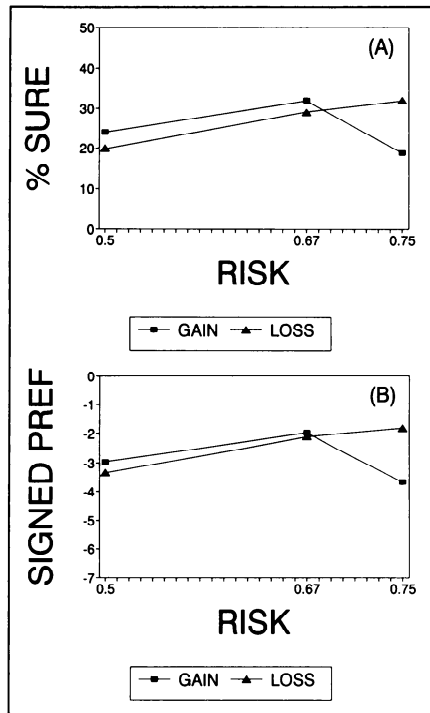 (A)
% SURE
50
40
30
20
10
0
0.5 0.67 0.75
RISK
GAIN LOSS
(B)
SIGNED PREF
0
-1
-2
-3
-4
-5
-6
-7
0.5 0.67 0.75
RISK
GAIN LOSS